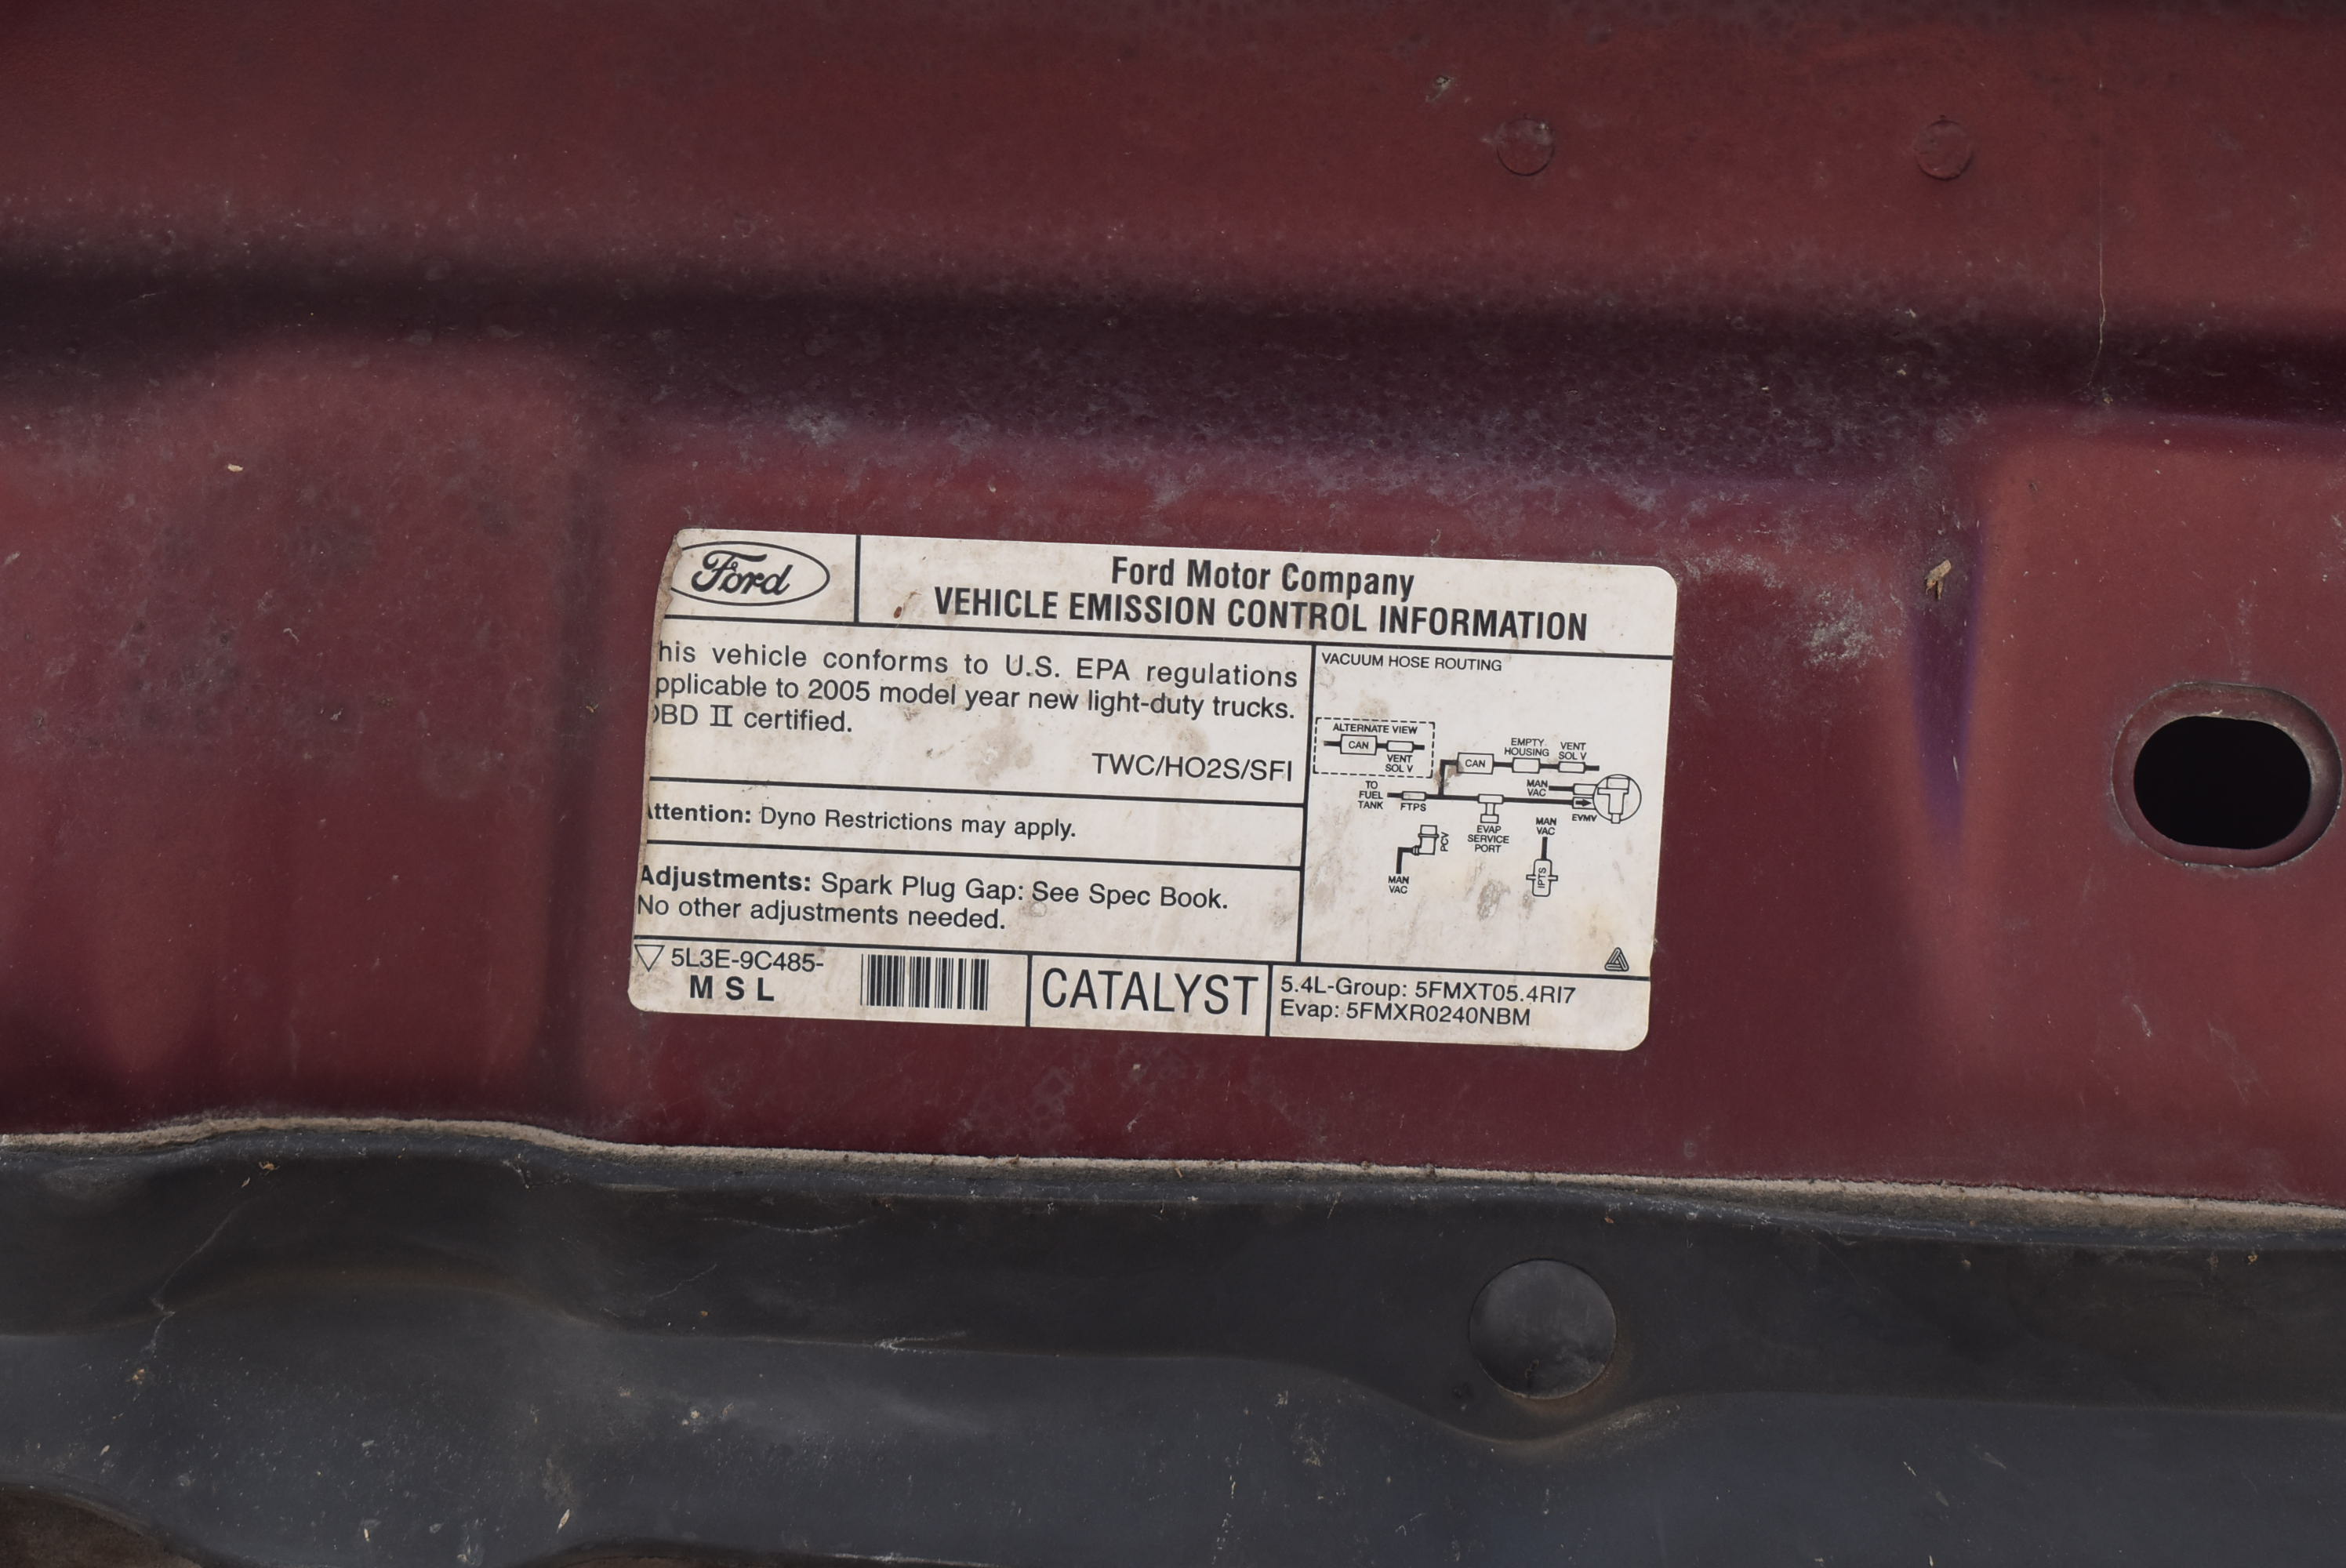 Ford
Ford Motor Company
VEHICLE EMISSION CONTROL INFORMATION
his vehicle conforms to U.S. EPA regulations
pplicable to 2005 model year new light-duty trucks.
OBD II certified.
TWC/HO2S/SFI
Attention: Dyno Restrictions may apply.
Adjustments: Spark Plug Gap: See Spec Book.
No other adjustments needed.
VACUUM HOSE ROUTING
ALTERNATE VIEW
CAN
VENT
SOL V
CAN
EMPTY
HOUSING
VENT
SOL V
TO
FUEL
TANK
FTPS
MAN
VAC
EVMV
EVAP
SERVICE
PORT
PCV
MAN
VAC
MAN
VAC
IPTS
5L3E-9C485-
M S L
CATALYST
5.4L-Group: 5FMXT05.4RI7
Evap: 5FMXR0240NBM